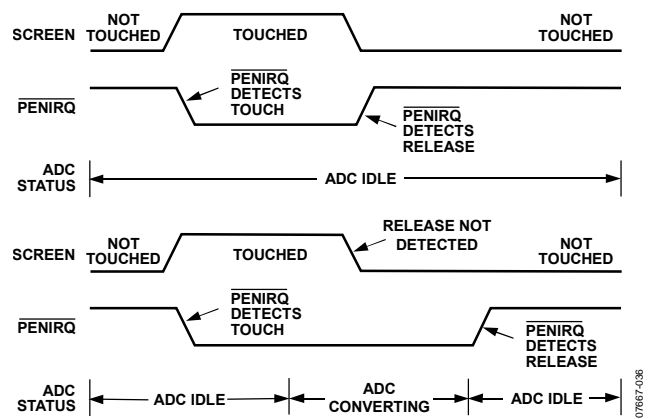 SCREEN
NOT
TOUCHED
TOUCHED
NOT
TOUCHED
PENIRQ
PENIRQ
DETECTS
TOUCH
PENIRQ
DETECTS
RELEASE
ADC
STATUS
ADC IDLE
SCREEN
NOT
TOUCHED
TOUCHED
RELEASE NOT
DETECTED
NOT
TOUCHED
PENIRQ
PENIRQ
DETECTS
TOUCH
PENIRQ
DETECTS
RELEASE
ADC
STATUS
ADC IDLE
ADC
CONVERTING
ADC IDLE
07667-036